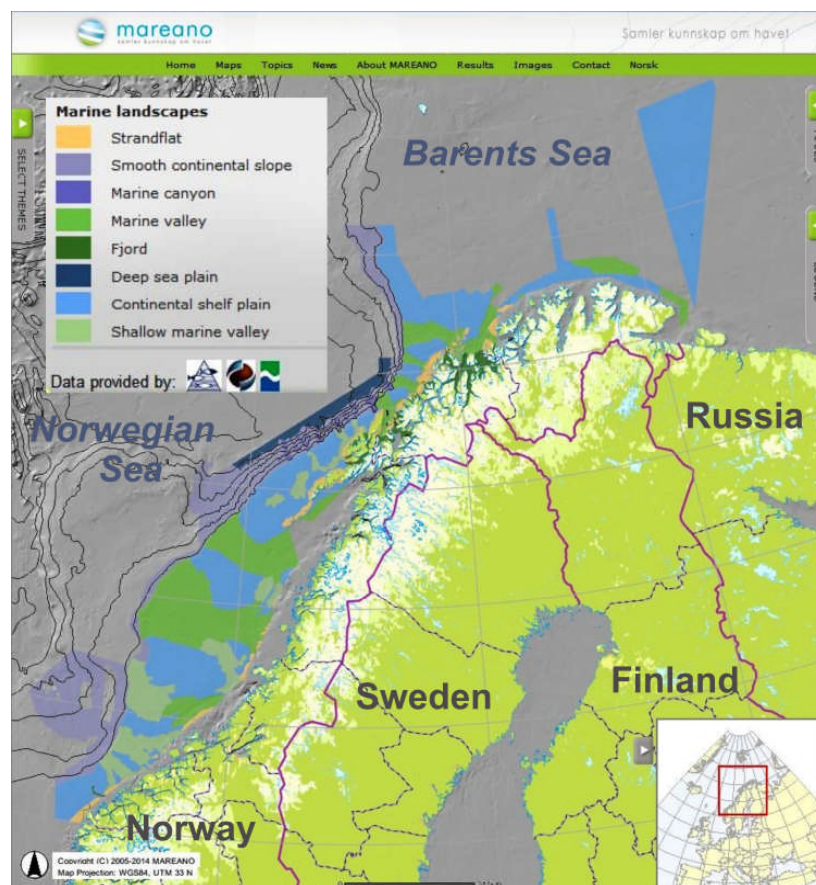 mareano
samler kunnskap om havet
Samler kunnskap om havet
Home Maps Topics News About MAREANO Results Images Contact Norsk
Marine landscapes
Strandflat
Smooth continental slope
Marine canyon
Marine valley
Fjord
Deep sea plain
Continental shelf plain
Shallow marine valley
Data provided by:
SELECT THEMES
Barents Sea
Norwegian
Sea
Russia
Sweden
Finland
Norway
Copyright (C) 2005-2014 MAREANO
Map Projection: WGS84, UTM 33 N